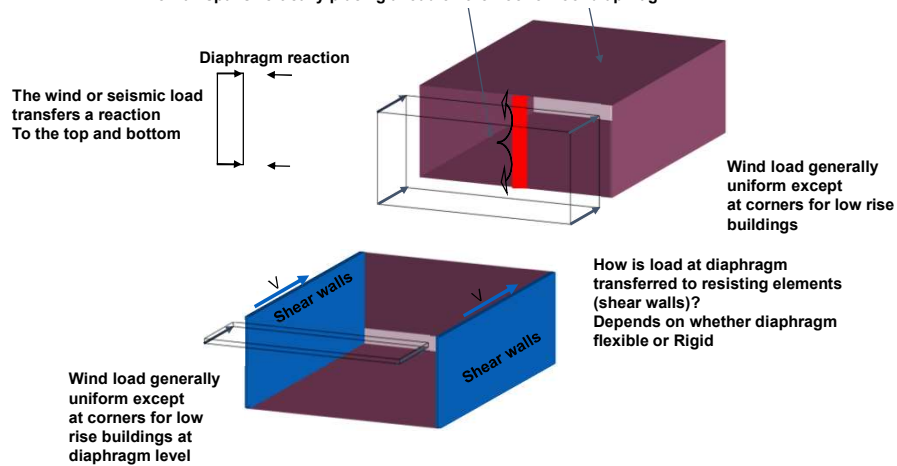 Diaphragm reaction
The wind or seismic load
transfers a reaction
To the top and bottom
Wind load generally
uniform except
at corners for low rise
buildings
V
Shear walls
V
Shear walls
How is load at diaphragm
transferred to resisting elements
(shear walls)?
Depends on whether diaphragm
flexible or Rigid
Wind load generally
uniform except
at corners for low
rise buildings at
diaphragm level